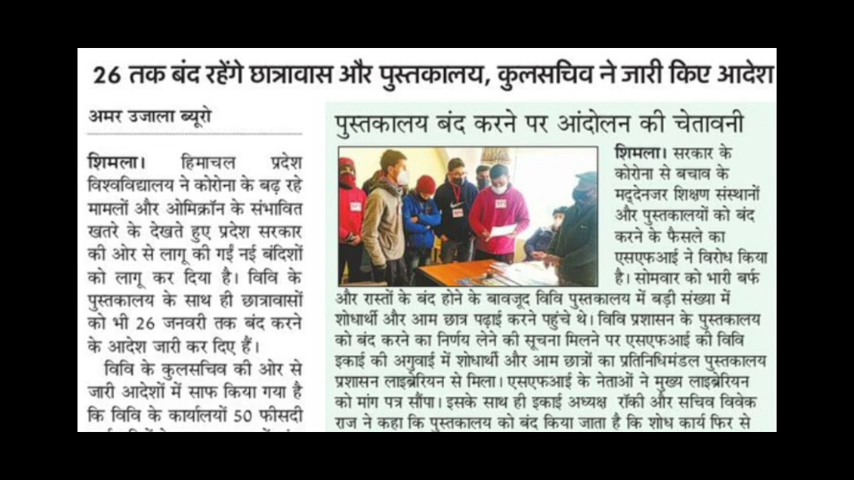 26 तक बंद रहेंगे छात्रावास और पुस्तकालय, कुलसचिव ने जारी किए आदेश
अमर उजाला ब्यूरो
शिमला। हिमाचल प्रदेश
विश्वविद्यालय ने कोरोना के बढ़ रहे
मामलों और ओमिक्रॉन के संभावित
खतरे के देखते हुए प्रदेश सरकार
की ओर से लागू की गईं नई बंदिशों
को लागू कर दिया है। विवि के
पुस्तकालय के साथ ही छात्रावासों
को भी 26 जनवरी तक बंद करने
के आदेश जारी कर दिए हैं।
विवि के कुलसचिव की ओर से
जारी आदेशों में साफ किया गया है
कि विवि के कार्यालयों 50 फीसदी
पुस्तकालय बंद करने पर आंदोलन की चेतावनी
शिमला। सरकार के
कोरोना से बचाव के
मद्देनजर शिक्षण संस्थानों
और पुस्तकालयों को बंद
करने के फैसले का
एसएफआई ने विरोध किया
है। सोमवार को भारी बर्फ
और रास्तों के बंद होने के बावजूद विवि पुस्तकालय में बड़ी संख्या में
शोधार्थी और आम छात्र पढ़ाई करने पहुंचे थे। विवि प्रशासन के पुस्तकालय
को बंद करने का निर्णय लेने की सूचना मिलने पर एसएफआई की विवि
इकाई की अगुवाई में शोधार्थी और आम छात्रों का प्रतिनिधिमंडल पुस्तकालय
प्रशासन लाइब्रेरियन से मिला। एसएफआई के नेताओं ने मुख्य लाइब्रेरियन
को मांग पत्र सौंपा। इसके साथ ही इकाई अध्यक्ष रॉकी और सचिव विवेक
राज ने कहा कि पुस्तकालय को बंद किया जाता है कि शोध कार्य फिर से